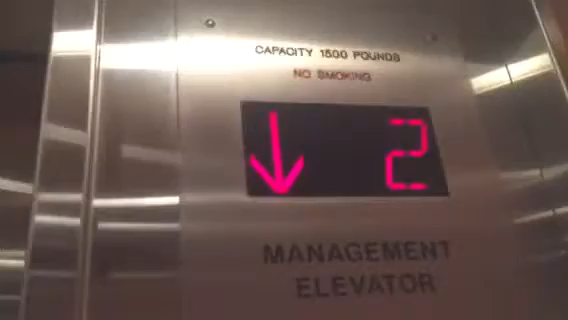 CAPACITY 1500 POUNDS
NO SMOKING
↓ 2
MANAGEMENT
ELEVATOR